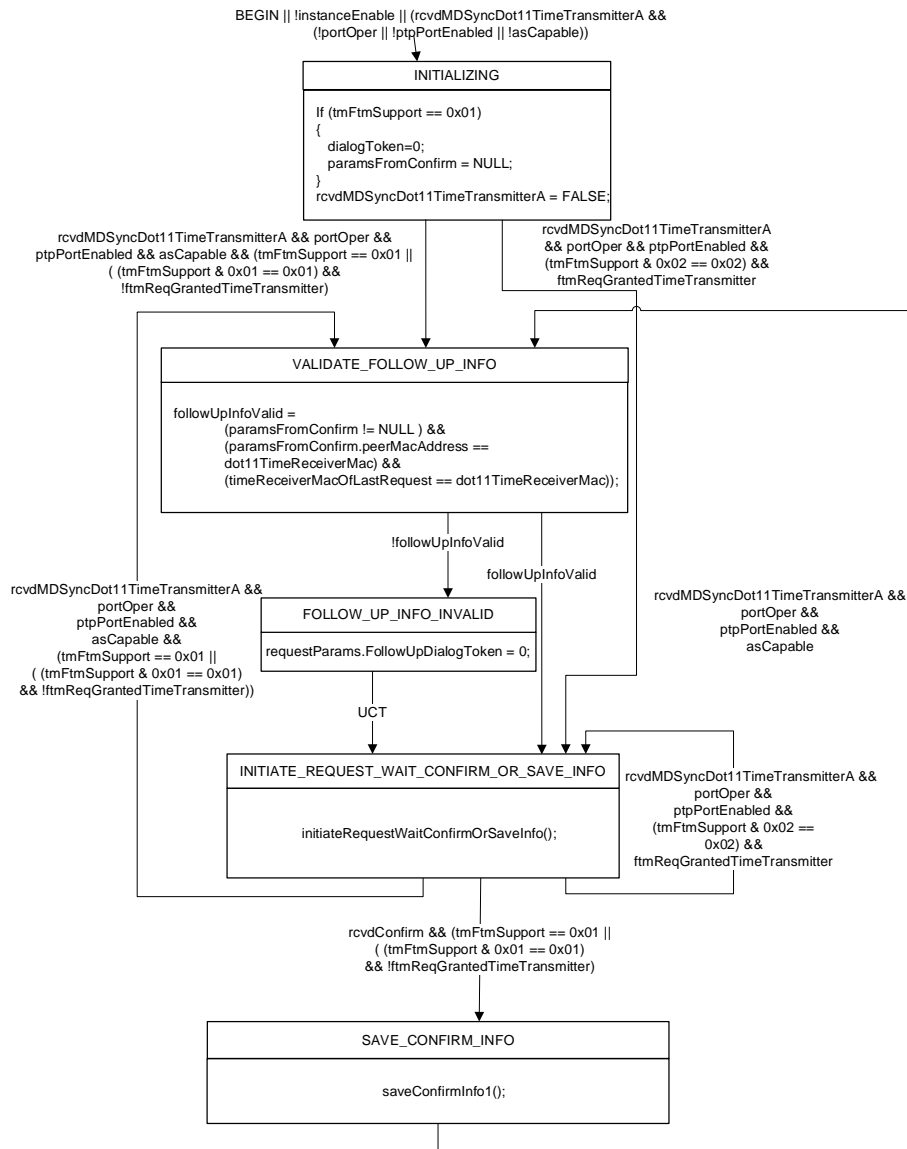 BEGIN || !instanceEnable || (rcvdMDSyncDot11TimeTransmitterA &&
(!portOper || !ptpPortEnabled || !asCapable))
INITIALIZING
If (tmFtmSupport == 0x01)
{
dialogToken=0;
paramsFromConfirm = NULL;
}
rcvdMDSyncDot11TimeTransmitterA = FALSE;
rcvdMDSyncDot11TimeTransmitterA && portOper &&
ptpPortEnabled && asCapable && (tmFtmSupport == 0x01 ||
( (tmFtmSupport & 0x01 == 0x01) &&
!ftmReqGrantedTimeTransmitter)
rcvdMDSyncDot11TimeTransmitterA
&& portOper && ptpPortEnabled &&
(tmFtmSupport & 0x02 == 0x02) &&
ftmReqGrantedTimeTransmitter
VALIDATE_FOLLOW_UP_INFO
followUpInfoValid =
(paramsFromConfirm != NULL ) &&
(paramsFromConfirm.peerMacAddress ==
dot11TimeReceiverMac) &&
(timeReceiverMacOfLastRequest == dot11TimeReceiverMac));
!followUpInfoValid
followUpInfoValid
rcvdMDSyncDot11TimeTransmitterA &&
portOper &&
ptpPortEnabled &&
asCapable &&
(tmFtmSupport == 0x01 ||
( (tmFtmSupport & 0x01 == 0x01)
&& !ftmReqGrantedTimeTransmitter))
rcvdMDSyncDot11TimeTransmitterA &&
portOper &&
ptpPortEnabled &&
asCapable
FOLLOW_UP_INFO_INVALID
requestParams.FollowUpDialogToken = 0;
UCT
INITIATE_REQUEST_WAIT_CONFIRM_OR_SAVE_INFO
initiateRequestWaitConfirmOrSaveInfo();
rcvdMDSyncDot11TimeTransmitterA &&
portOper &&
ptpPortEnabled &&
(tmFtmSupport & 0x02 ==
0x02) &&
ftmReqGrantedTimeTransmitter
rcvdConfirm && (tmFtmSupport == 0x01 ||
( (tmFtmSupport & 0x01 == 0x01)
&& !ftmReqGrantedTimeTransmitter)
SAVE_CONFIRM_INFO
saveConfirmInfo1();